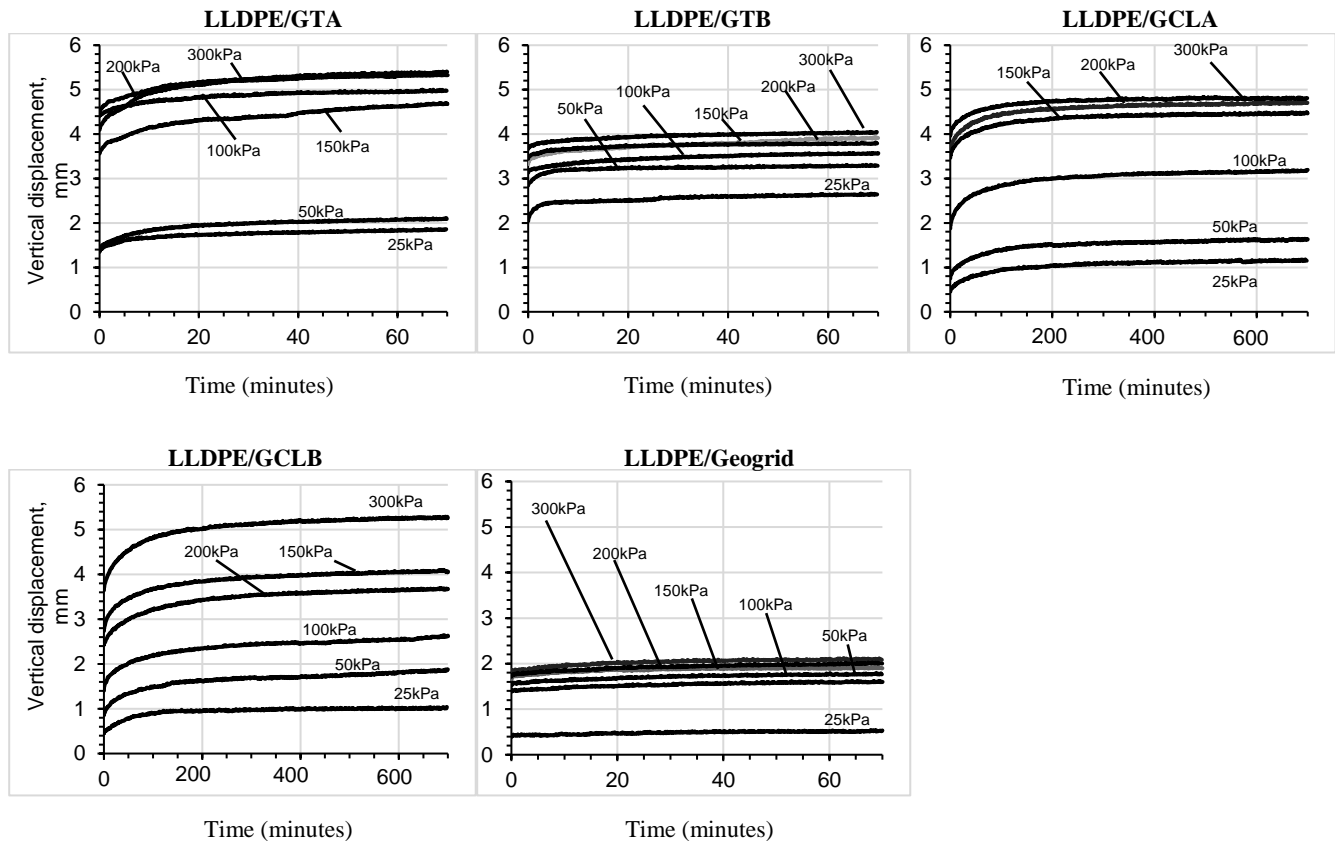 LLDPE/GTA
LLDPE/GTB
LLDPE/GCLA
Vertical displacement,
mm
6
5
4
3
2
1
0
0
20
40
60
200kPa
300kPa
100kPa
150kPa
50kPa
25kPa
Time (minutes)
6
5
4
3
2
1
0
0
20
40
60
300kPa
200kPa
100kPa
150kPa
50kPa
25kPa
Time (minutes)
6
5
4
3
2
1
0
0
200
400
600
300kPa
200kPa
150kPa
100kPa
50kPa
25kPa
Time (minutes)
LLDPE/GCLB
LLDPE/Geogrid
Vertical displacement,
mm
6
5
4
3
2
1
0
0
200
400
600
300kPa
200kPa
150kPa
100kPa
50kPa
25kPa
Time (minutes)
6
5
4
3
2
1
0
0
20
40
60
300kPa
200kPa
150kPa
100kPa
50kPa
25kPa
Time (minutes)